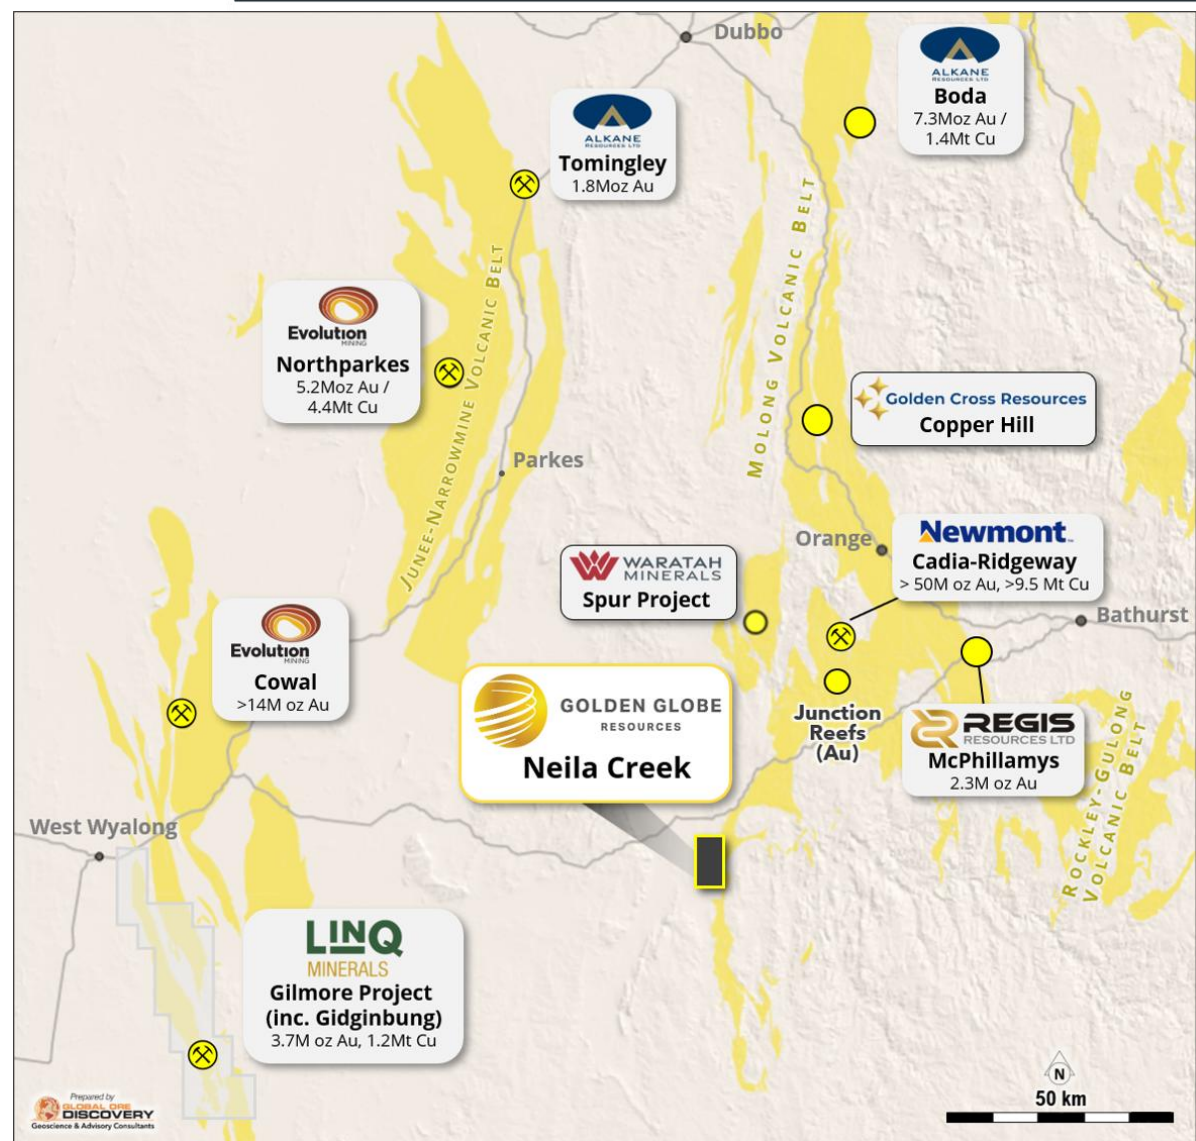 Dubbo
ALKANE
RESOURCES LTD
Boda
7.3Moz Au /
1.4Mt Cu
ALKANE
RESOURCES LTD
Tomingley
1.8Moz Au
JUNEE-NARROWMINE VOLCANIC BELT
MOLONG VOLCANIC BELT
Evolution
MINING
Northparkes
5.2Moz Au /
4.4Mt Cu
Golden Cross Resources
Copper Hill
Parkes
Orange
Newmont™
Cadia-Ridgeway
> 50M oz Au, >9.5 Mt Cu
WARATAH
MINERALS
Spur Project
Bathurst
Evolution
MINING
Cowal
>14M oz Au
GOLDEN GLOBE
RESOURCES
Neila Creek
Junction
Reefs
(Au)
REGIS
RESOURCES LTD
McPhillamys
2.3M oz Au
ROCKLEY-GULONG
VOLCANIC BELT
West Wyalong
LINQ
MINERALS
Gilmore Project
(inc. Gidginbung)
3.7M oz Au, 1.2Mt Cu
N
50 km
Prepared by
GLOBAL ORE
DISCOVERY
Geoscience & Advisory Consultants